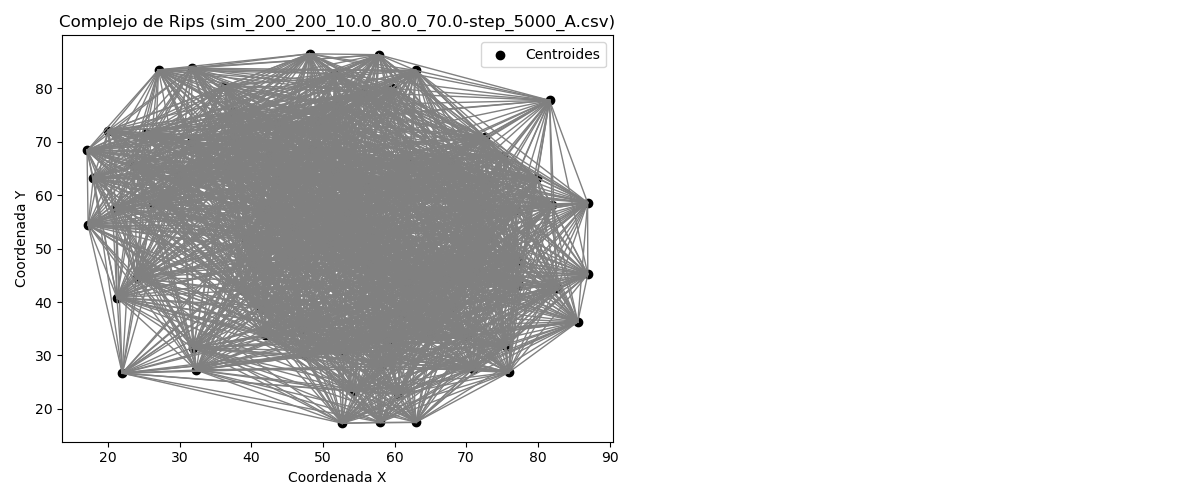 Complejo de Rips (sim_200_200_10.0_80.0_70.0-step_5000_A.csv)
Centroides
80
70
60
50
40
30
20
Coordenada Y
20 30 40 50 60 70 80 90
Coordenada X